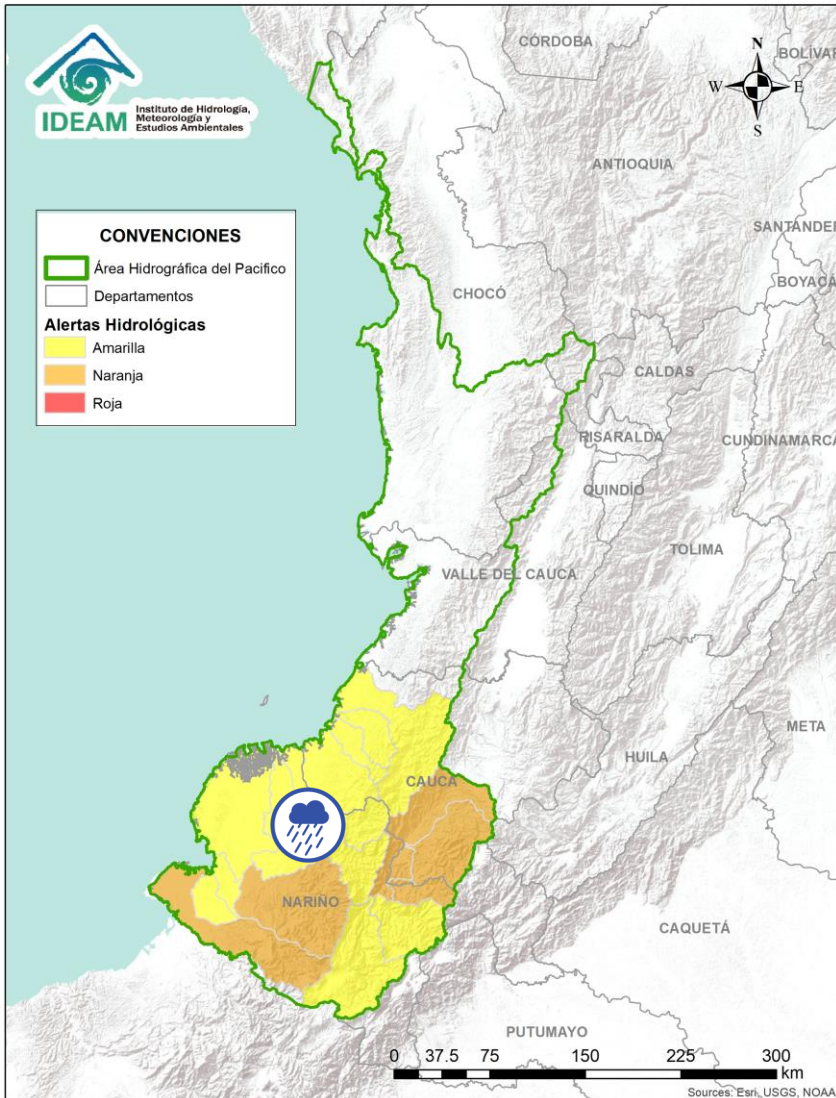 CÓRDOBA
BOLÍVAR
N
W
E
S
IDEAM
Instituto de Hidrología,
Meteorología y
Estudios Ambientales
ANTIOQUIA
SANTANDER
BOYACÁ
CONVENCIONES
Área Hidrográfica del Pacifico
Departamentos
Alertas Hidrológicas
Amarilla
Naranja
Roja
CHOCÓ
CALDAS
RISARALDA
CUNDINAMARCA
QUINDÍO
TOLIMA
VALLE DEL CAUCA
META
HUILA
CAUCA
NARIÑO
CAQUETÁ
PUTUMAYO
0 37.5 75 150 225 300
km
Sources: Esri, USGS, NOAA